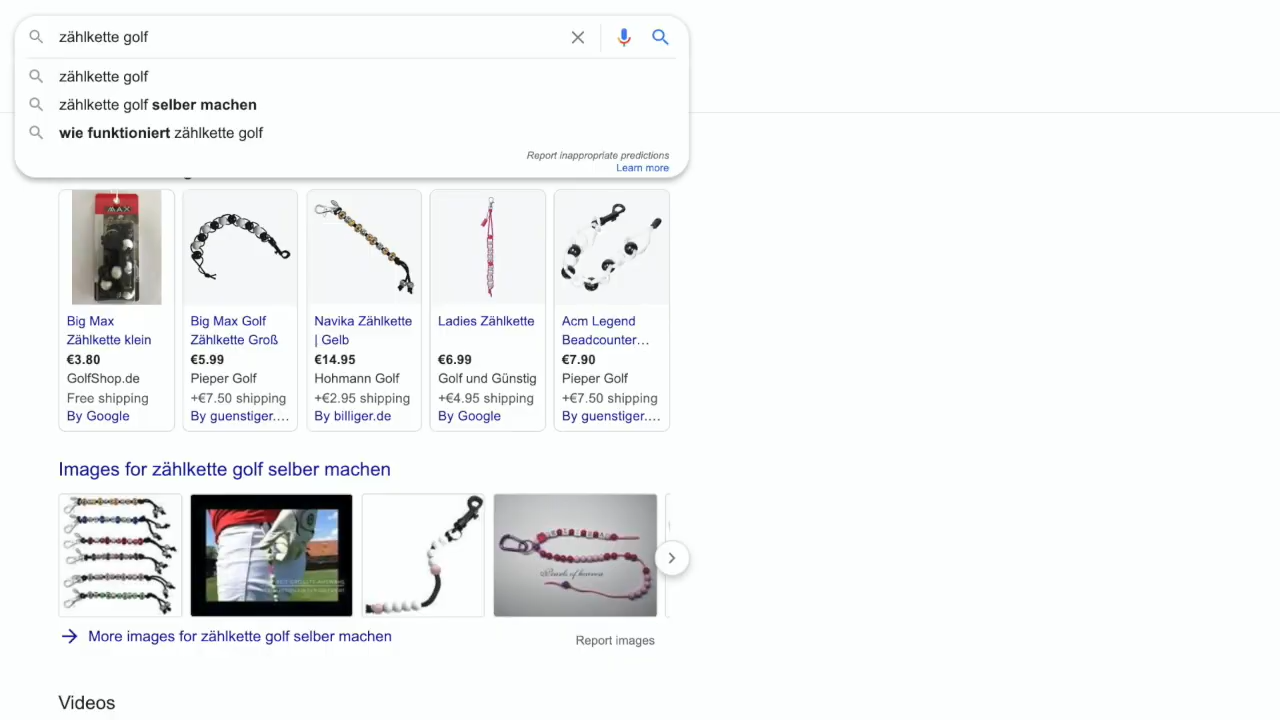 zählkette golf
zählkette golf
zählkette golf selber machen
wie funktioniert zählkette golf
Report inappropriate predictions
Learn more
MAX
Big Max
Zählkette klein
€3.80
GolfShop.de
Free shipping
By Google
Big Max Golf
Zählkette Groß
€5.99
Pieper Golf
+€7.50 shipping
By guenstiger....
Navika Zählkette
| Gelb
€14.95
Hohmann Golf
+€2.95 shipping
By billiger.de
Ladies Zählkette
€6.99
Golf und Günstig
+€4.95 shipping
By Google
Acm Legend
Beadcounter...
€7.90
Pieper Golf
+€7.50 shipping
By guenstiger....
Images for zählkette golf selber machen
More images for zählkette golf selber machen
Report images
Videos